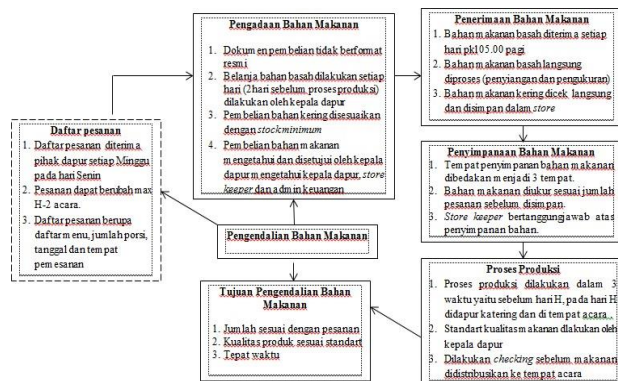 Pengadaan Bahan Makanan
1. Dokumen pembelian tidak berformat
resmi
2. Belanja bahan basah dilakukan setiap
hari (2hari sebelum proses produksi)
dilakukan oleh kepala dapur
3. Pembelian bahan kering disesuaikan
dengan stock minimum
4. Pembelian bahan makanan
mengetahui dan disetujui oleh kepala
dapur mengetahui kepala dapur, store
keeper dan admin keuangan
Penerimaan Bahan Makanan
1. Bahan makanan basah diterima setiap
hari pkl05.00 pagi
2. Bahan makanan basah langsung
diproses (penyiangan dan pengukuran)
3. Bahan makanan kering dicek langsung
dan disimpan dalam store
Daftar pesanan
1. Daftar pesanan diterima
pihak dapur setiap Minggu
pada hari Senin
2. Pesanan dapat berubah max
H-2 acara.
3. Daftar pesanan berupa
daftar menu, jumlah porsi,
tanggal dan tempat
pemesanan
Penyimpanaan Bahan Makanan
1. Tempat penyimpanan bahan makanan
dibedakan menjadi 3 tempat.
2. Bahan makanan diukur sesuai jumlah
pesanan sebelum disimpan.
3. Store keeper bertanggungjawab atas
penyimpanan bahan.
Pengendalian Bahan Makanan
Tujuan Pengendalian Bahan
Makanan
1. Jumlah sesuai dengan pesanan
2. Kualitas produk sesuai standart
3. Tepat waktu
Proses Produksi
1. Proses produksi dilakukan dalam 3
waktu yaitu sebelum hari H, pada hari H
didapur katering dan di tempat acara .
2. Standart kualitas makanan dlakukan oleh
kepala dapur
3. Dilakukan checking sebelum makanan
didistribusikan ke tempat acara